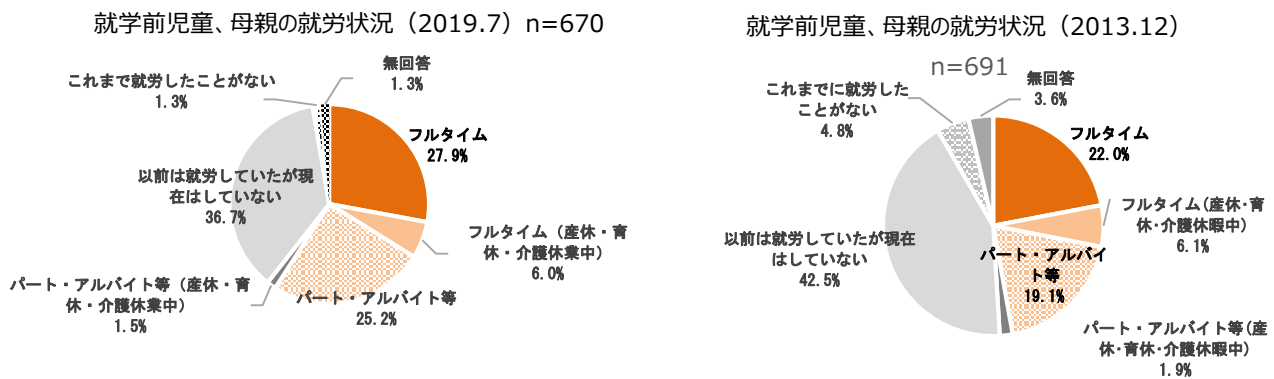 就学前児童、母親の就労状況（2019.7）n=670
無回答
1.3%
これまで就労したことがない
1.3%
フルタイム
27.9%
以前は就労していたが現
在はしていない
36.7%
フルタイム（産休・育
休・介護休業中）
6.0%
パート・アルバイト等（産休・育
休・介護休業中）
1.5%
パート・アルバイト等
25.2%
就学前児童、母親の就労状況（2013.12）
n=691
無回答
3.6%
これまでに就労した
ことがない
4.8%
フルタイム
22.0%
フルタイム(産休･育
休･介護休暇中)
6.1%
以前は就労していたが現在
はしていない
42.5%
パート・アルバイ
ト等
19.1%
パート・アルバイト等(産
休･育休･介護休暇中)
1.9%